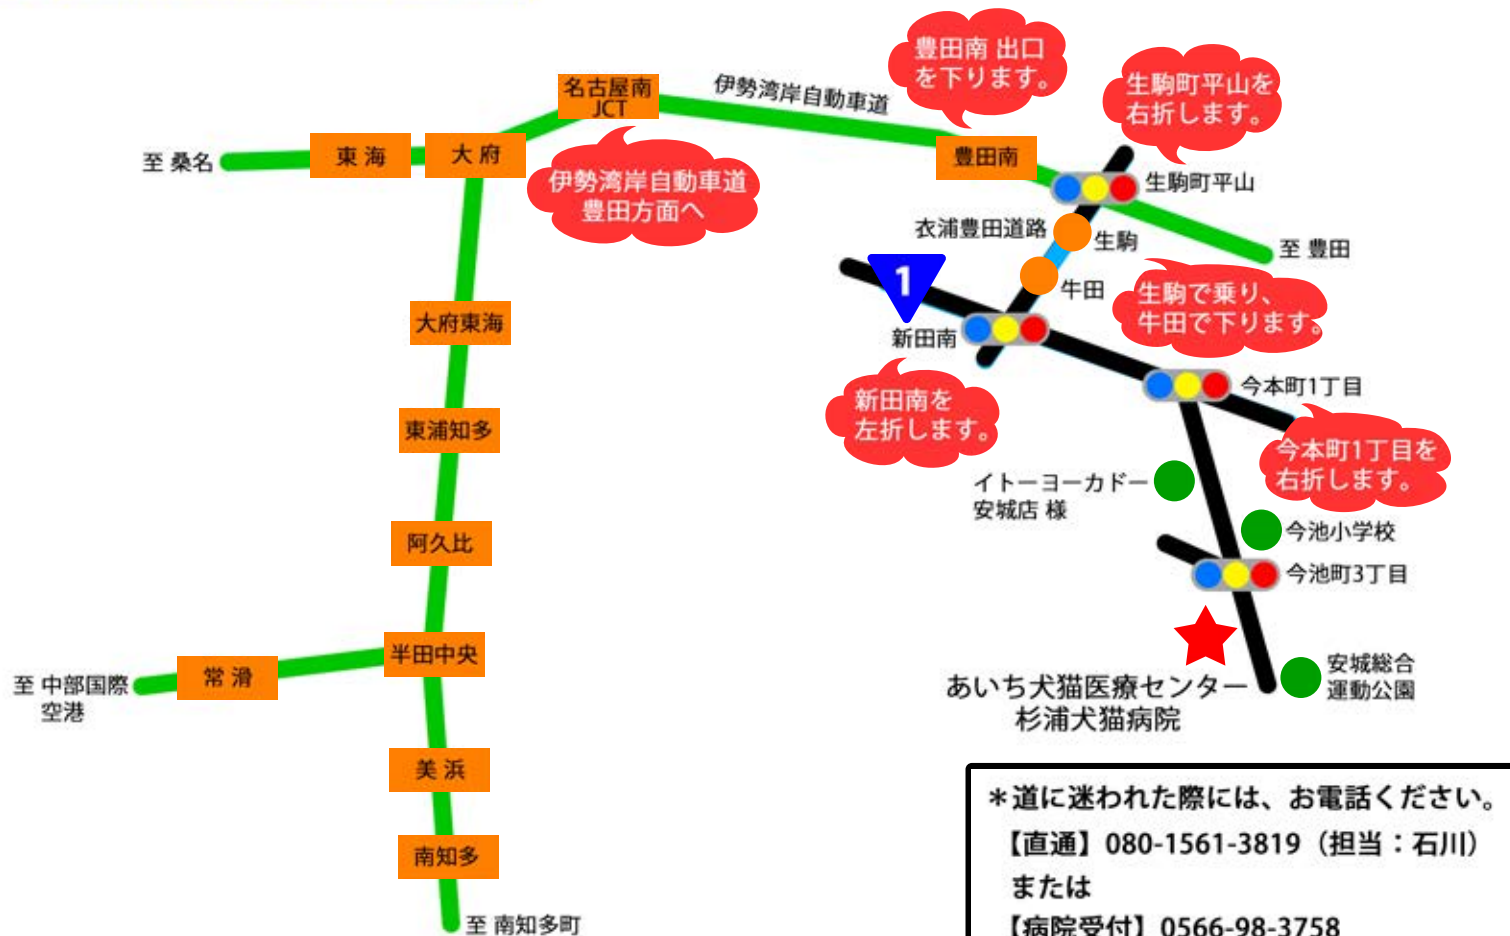 豊田南 出口
を下ります。
生駒町平山を
右折します。
名古屋南
JCT
伊勢湾岸自動車道
至 桑名
東 海
大 府
豊田南
伊勢湾岸自動車道
豊田方面へ
生駒町平山
衣浦豊田道路
生駒
至 豊田
1
牛田
生駒で乗り、
牛田で下ります。
大府東海
新田南
今本町1丁目
新田南を
左折します。
東浦知多
今本町1丁目を
右折します。
イトーヨーカドー
安城店 様
今池小学校
阿久比
今池町3丁目
半田中央
常 滑
至 中部国際
空港
安城総合
運動公園
あいち犬猫医療センター
杉浦犬猫病院
美 浜
南知多
至 南知多町
＊道に迷われた際には、お電話ください。
【直通】080-1561-3819（担当：石川）
または
【病院受付】0566-98-3758